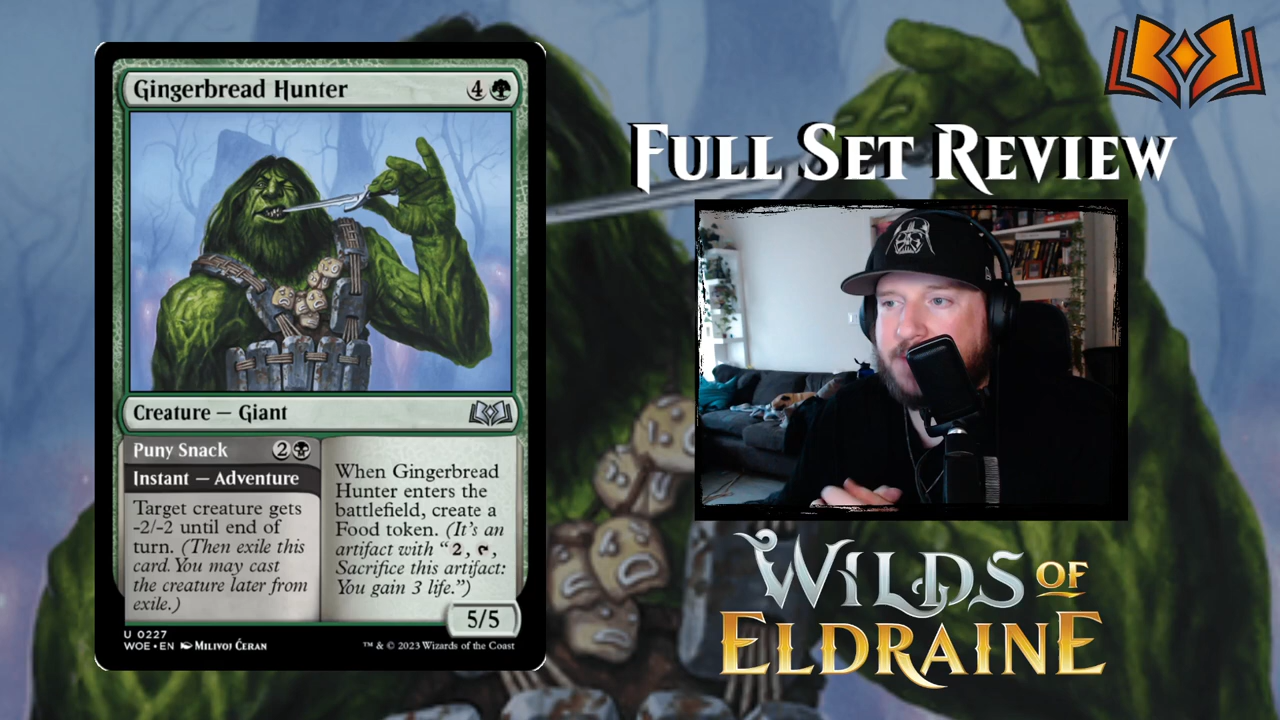 Gingerbread Hunter 4
Creature — Giant
Puny Snack 2
Instant — Adventure
Target creature gets
-2/-2 until end of
turn. (Then exile this
card. You may cast
the creature later from
exile.)
When Gingerbread
Hunter enters the
battlefield, create a
Food token. (It's an
artifact with “2, ,
Sacrifice this artifact:
You gain 3 life.”)
5/5
U 0227
WOE • EN Milivoj Ćeran
™ & © 2023 Wizards of the Coast
Full Set Review
Wilds of
Eldraine